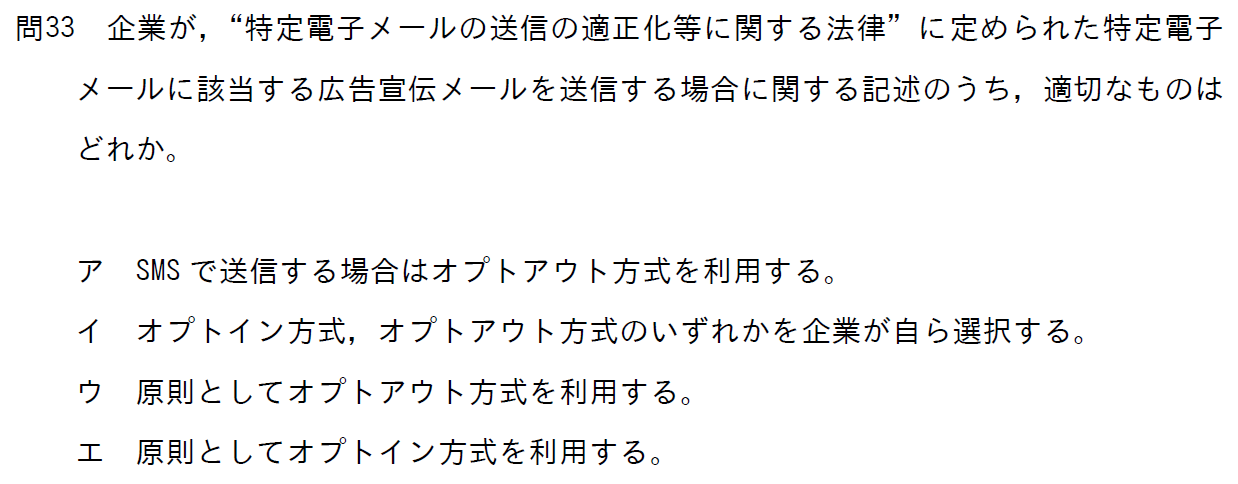 問33 企業が，“特定電子メールの送信の適正化等に関する法律”に定められた特定電子
メールに該当する広告宣伝メールを送信する場合に関する記述のうち，適切なものは
どれか。
ア SMS で送信する場合はオプトアウト方式を利用する。
イ オプトイン方式，オプトアウト方式のいずれかを企業が自ら選択する。
ウ 原則としてオプトアウト方式を利用する。
エ 原則としてオプトイン方式を利用する。